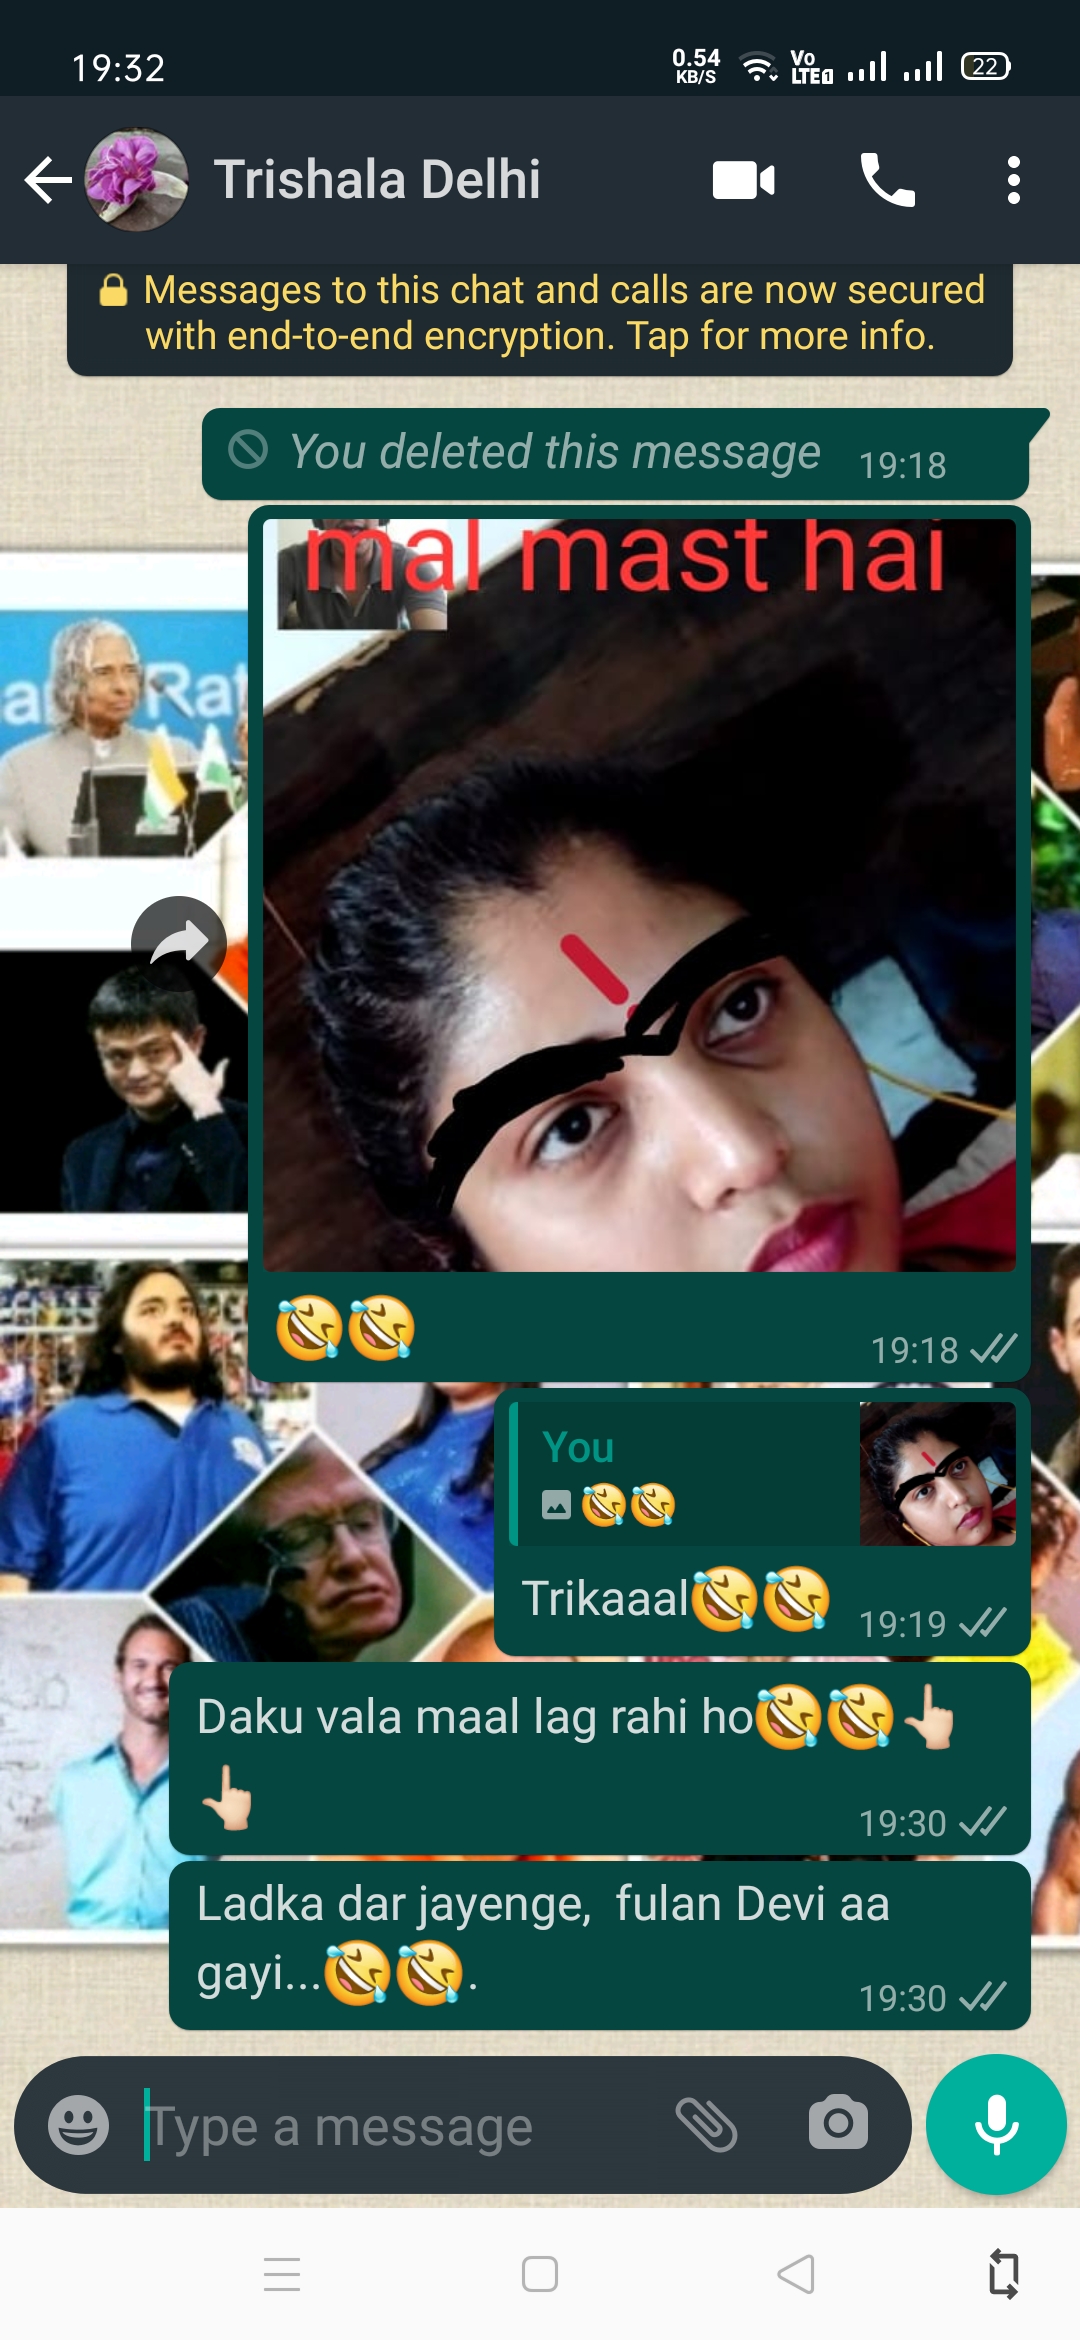 19:32
0.54
KB/S
Vo
LTE1
22
Trishala Delhi
Messages to this chat and calls are now secured
with end-to-end encryption. Tap for more info.
You deleted this message 19:18
mal mast hai
19:18
You
Trikaaal🤣🤣 19:19
Daku vala maal lag rahi ho🤣🤣👆🏻
👆🏻 19:30
Ladka dar jayenge,  fulan Devi aa
gayi...🤣🤣. 19:30
Type a message